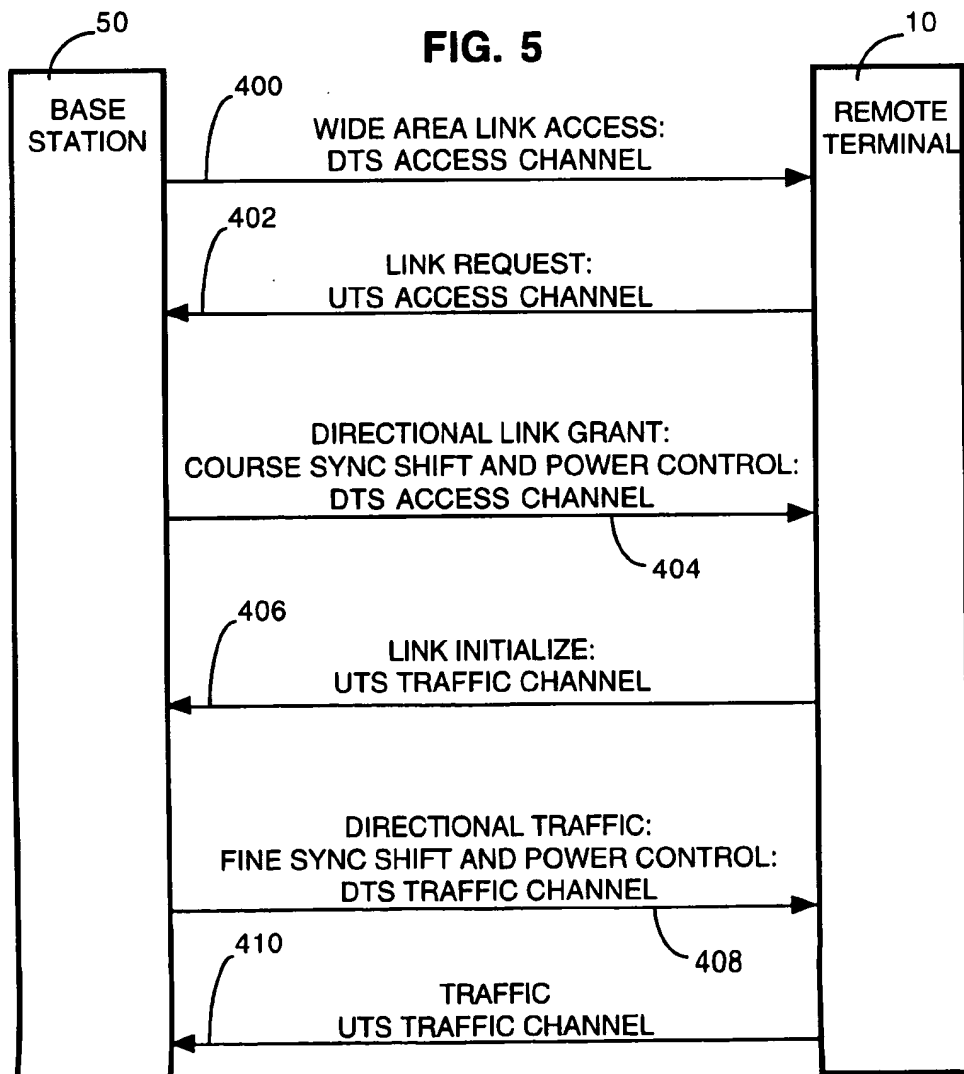 50
FIG. 5
10
BASE
STATION
REMOTE
TERMINAL
400
WIDE AREA LINK ACCESS:
DTS ACCESS CHANNEL
402
LINK REQUEST:
UTS ACCESS CHANNEL
DIRECTIONAL LINK GRANT:
COURSE SYNC SHIFT AND POWER CONTROL:
DTS ACCESS CHANNEL
404
406
LINK INITIALIZE:
UTS TRAFFIC CHANNEL
DIRECTIONAL TRAFFIC:
FINE SYNC SHIFT AND POWER CONTROL:
DTS TRAFFIC CHANNEL
408
410
TRAFFIC
UTS TRAFFIC CHANNEL